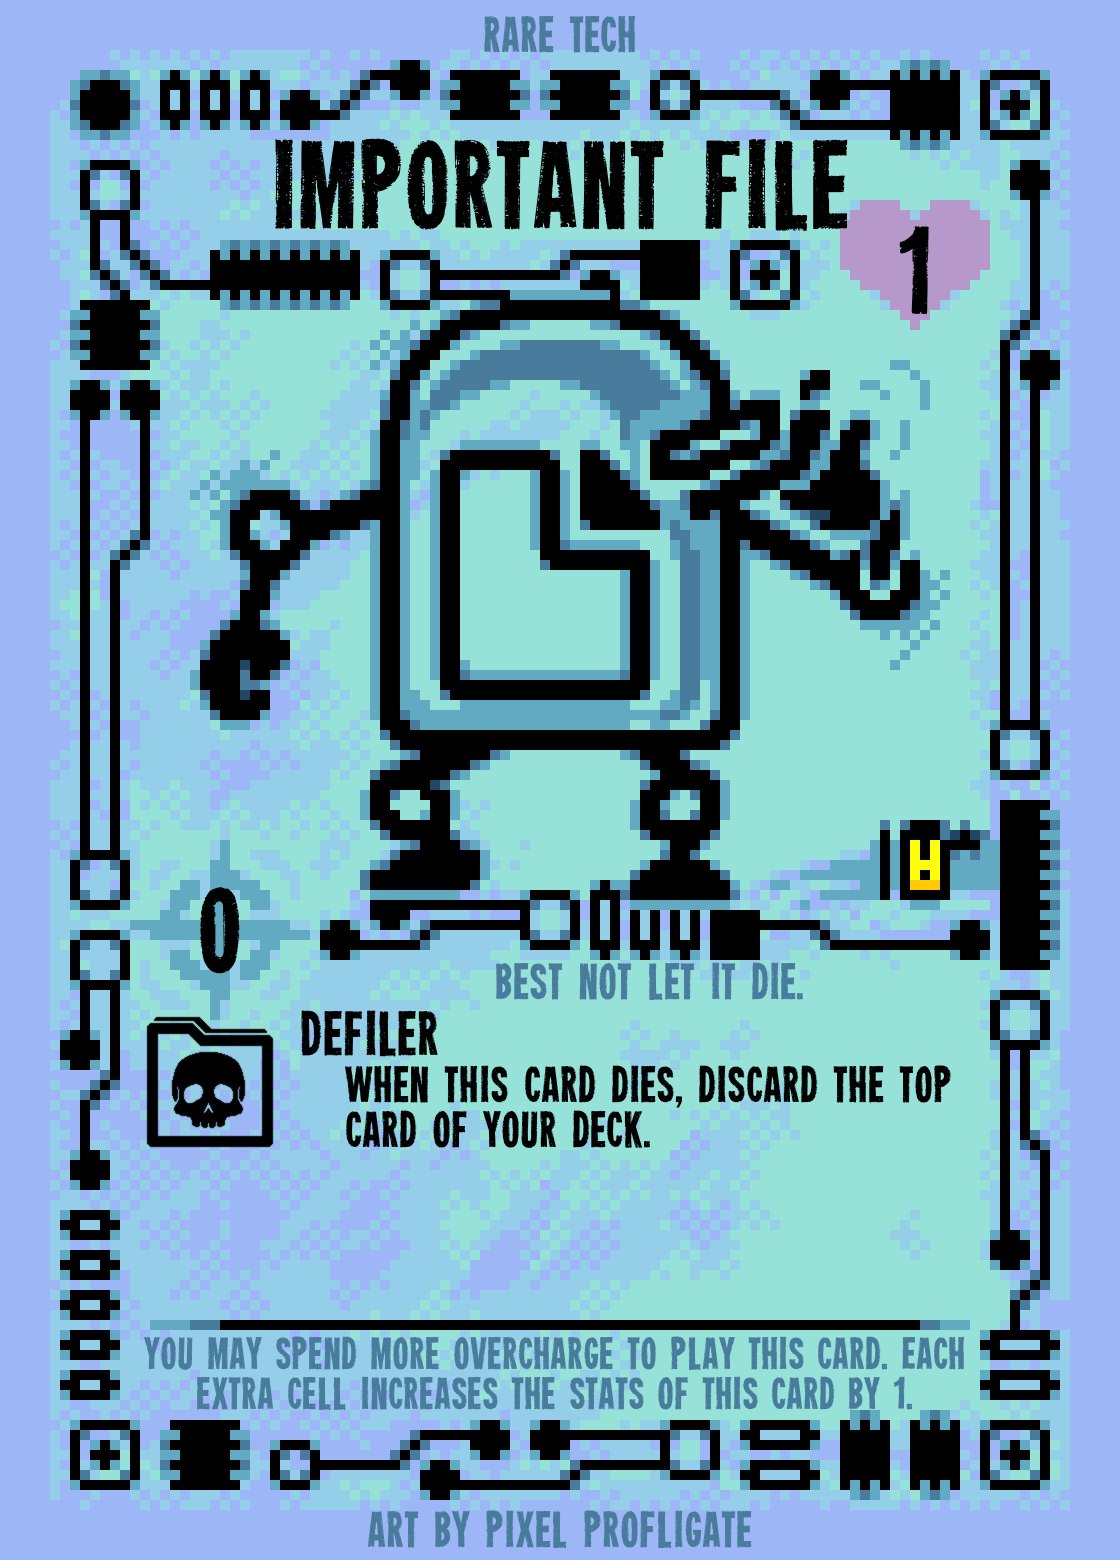 RARE TECH
IMPORTANT FILE
1
0
BEST NOT LET IT DIE.
DEFILER
WHEN THIS CARD DIES, DISCARD THE TOP
CARD OF YOUR DECK.
YOU MAY SPEND MORE OVERCHARGE TO PLAY THIS CARD. EACH
EXTRA CELL INCREASES THE STATS OF THIS CARD BY 1.
ART BY PIXEL PROFLIGATE